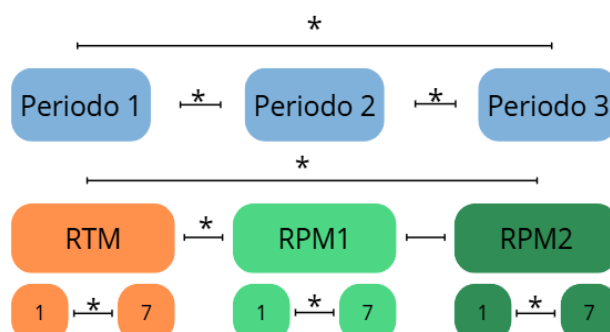 *
Periodo 1 * Periodo 2 * Periodo 3
*
RTM * RPM1 RPM2
1 * 7 1 * 7 1 * 7